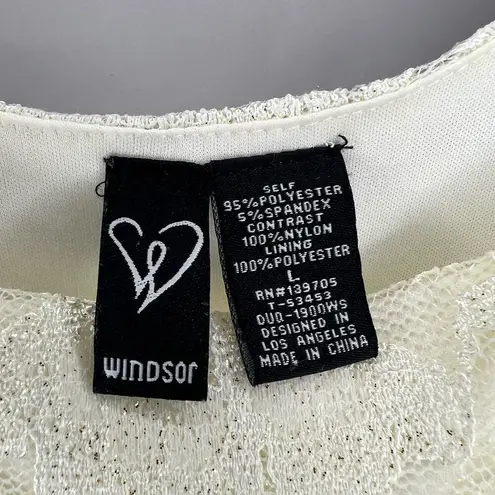 WINDSOR
SELF
95%POLYESTER
5%SPANDEX
CONTRAST
100%NYLON
LINING
100%POLYESTER
L
RN#139705
T-53453
DUQ-1900WS
DESIGNED IN
LOS ANGELES
MADE IN CHINA